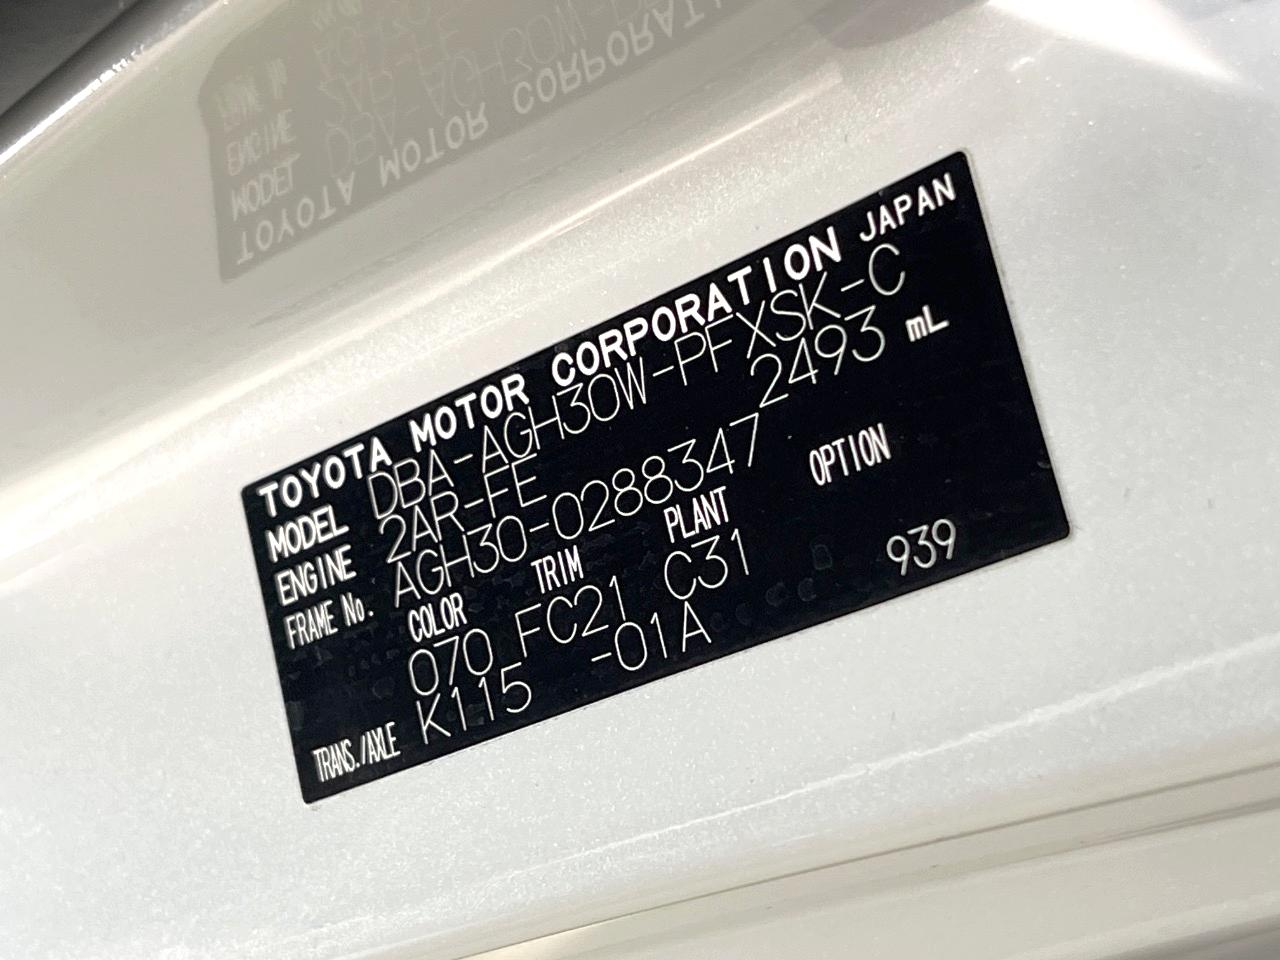 TOYOTA MOTOR CORPORATION JAPAN
MODEL DBA-AGH30W-PFXSK-C
ENGINE 2AR-FE 2493 mL
FRAME No. AGH30-0288347
COLOR TRIM PLANT OPTION
070 FC21 C31 939
TRANS./AXLE K115 -01A